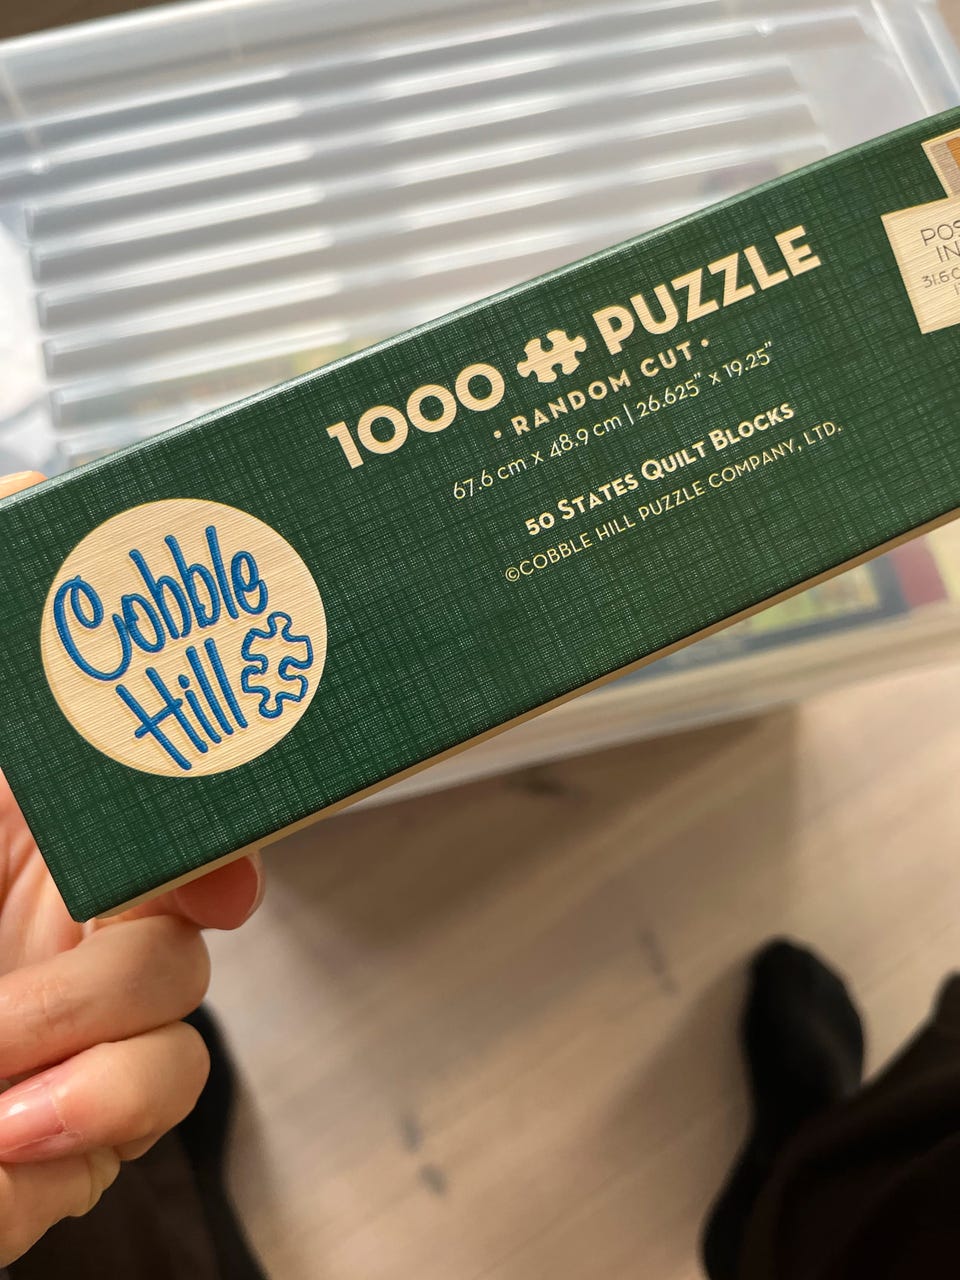 1000 PUZZLE
• RANDOM CUT •
67.6 cm x 48.9 cm | 26.625" x 19.25"
50 STATES QUILT BLOCKS
©COBBLE HILL PUZZLE COMPANY, LTD.
Cobble
Hill